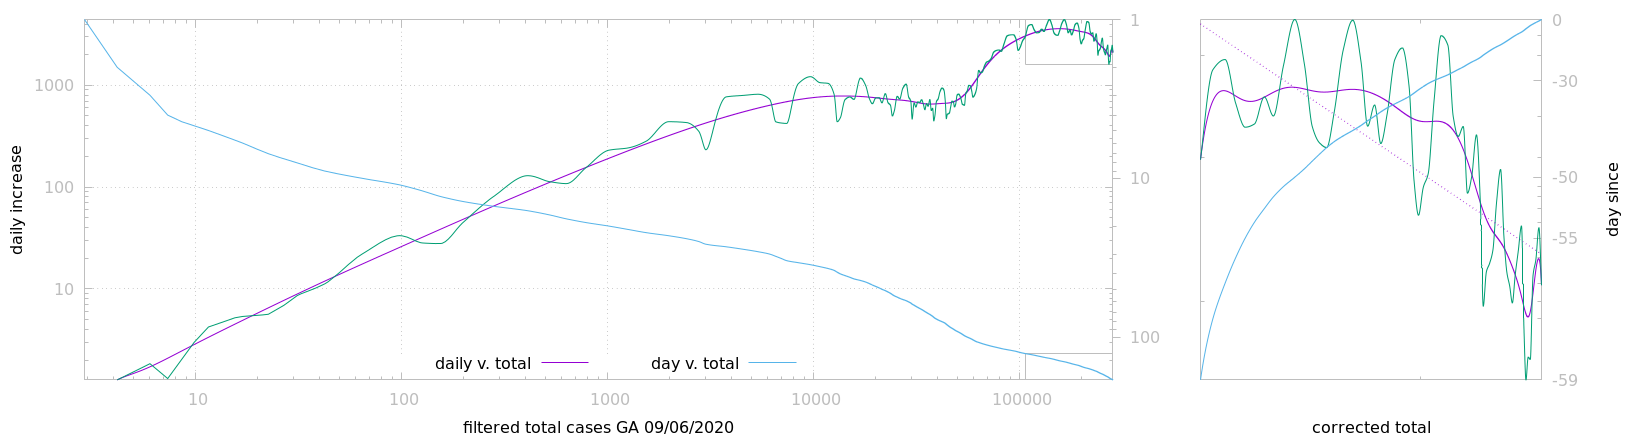 1000
100
10
daily increase
daily v. total
day v. total
10
100
1000
10000
100000
filtered total cases GA 09/06/2020
1
10
100
0
-30
-50
-55
-59
day since
corrected total